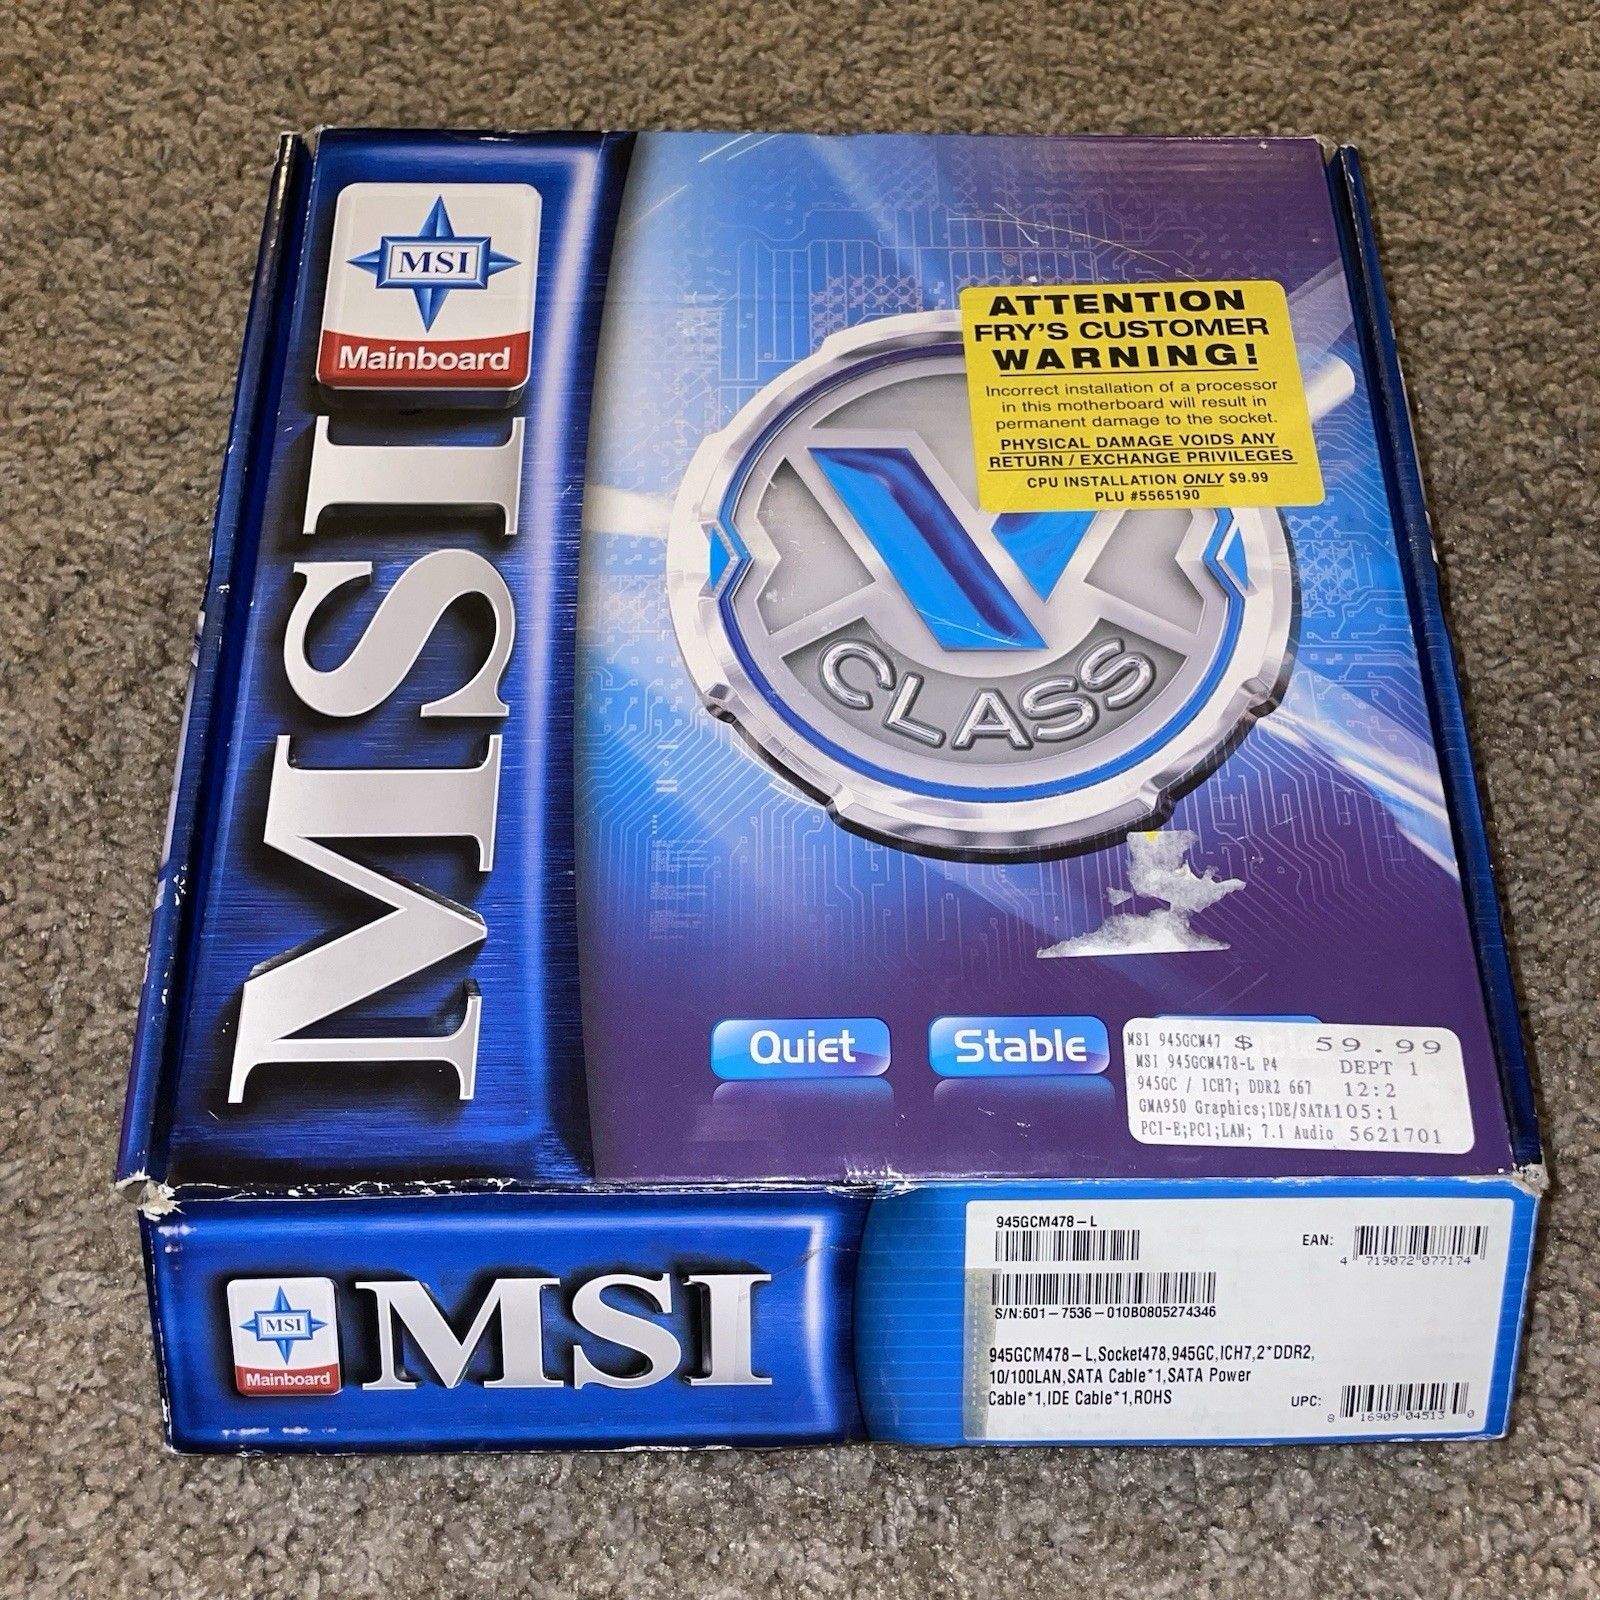 MSI
Mainboard
MSI
ATTENTION
FRY'S CUSTOMER
WARNING!
Incorrect installation of a processor
in this motherboard will result in
permanent damage to the socket.
PHYSICAL DAMAGE VOIDS ANY
RETURN / EXCHANGE PRIVILEGES
CPU INSTALLATION ONLY $9.99
PLU #5565190
V
CLASS
Quiet
Stable
MSI 945GCM47 $ 59.99
MSI 945GCM478-L P4 DEPT 1
945GC / ICH7; DDR2 667 12:2
GMA950 Graphics;IDE/SATA105:1
PCI-E;PCI;LAN; 7.1 Audio 5621701
MSI
Mainboard
MSI
945GCM478-L
EAN:
4 719072 077174
S/N:601-7536-010B0805274346
945GCM478-L,Socket478,945GC,ICH7,2*DDR2,
10/100LAN,SATA Cable*1,SATA Power
Cable*1,IDE Cable*1,ROHS
UPC:
8 16909 04513 0